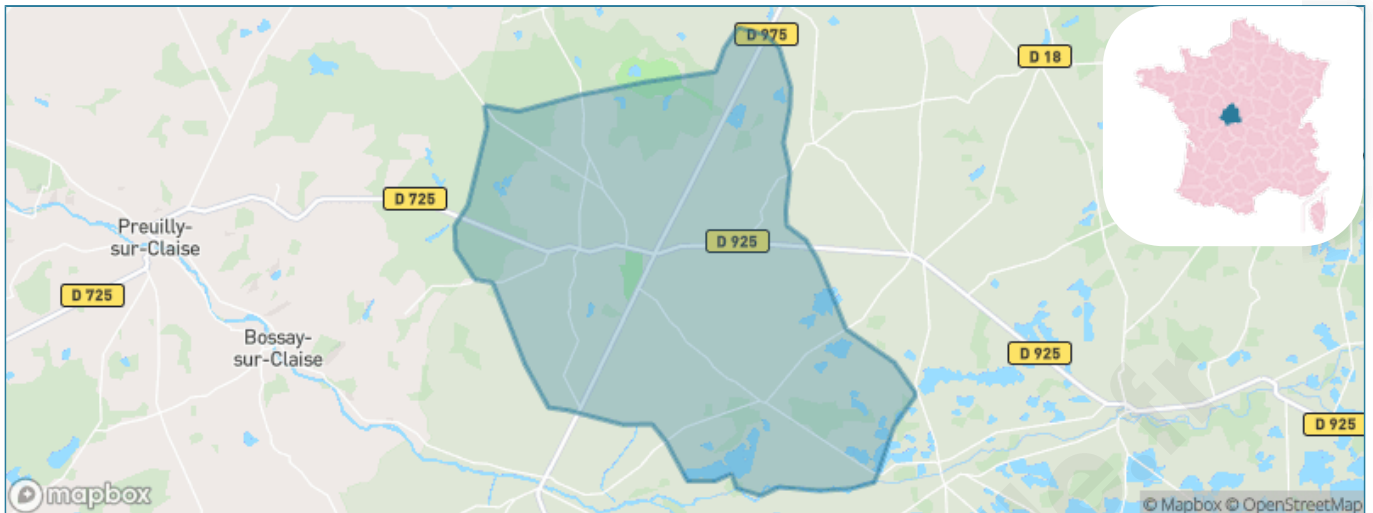 D 975
D 18
D 725
Preuilly-
sur-Claise
D 925
D 725
Bossay-
sur-Claise
D 925
D 925
mapbox
© Mapbox © OpenStreetMap